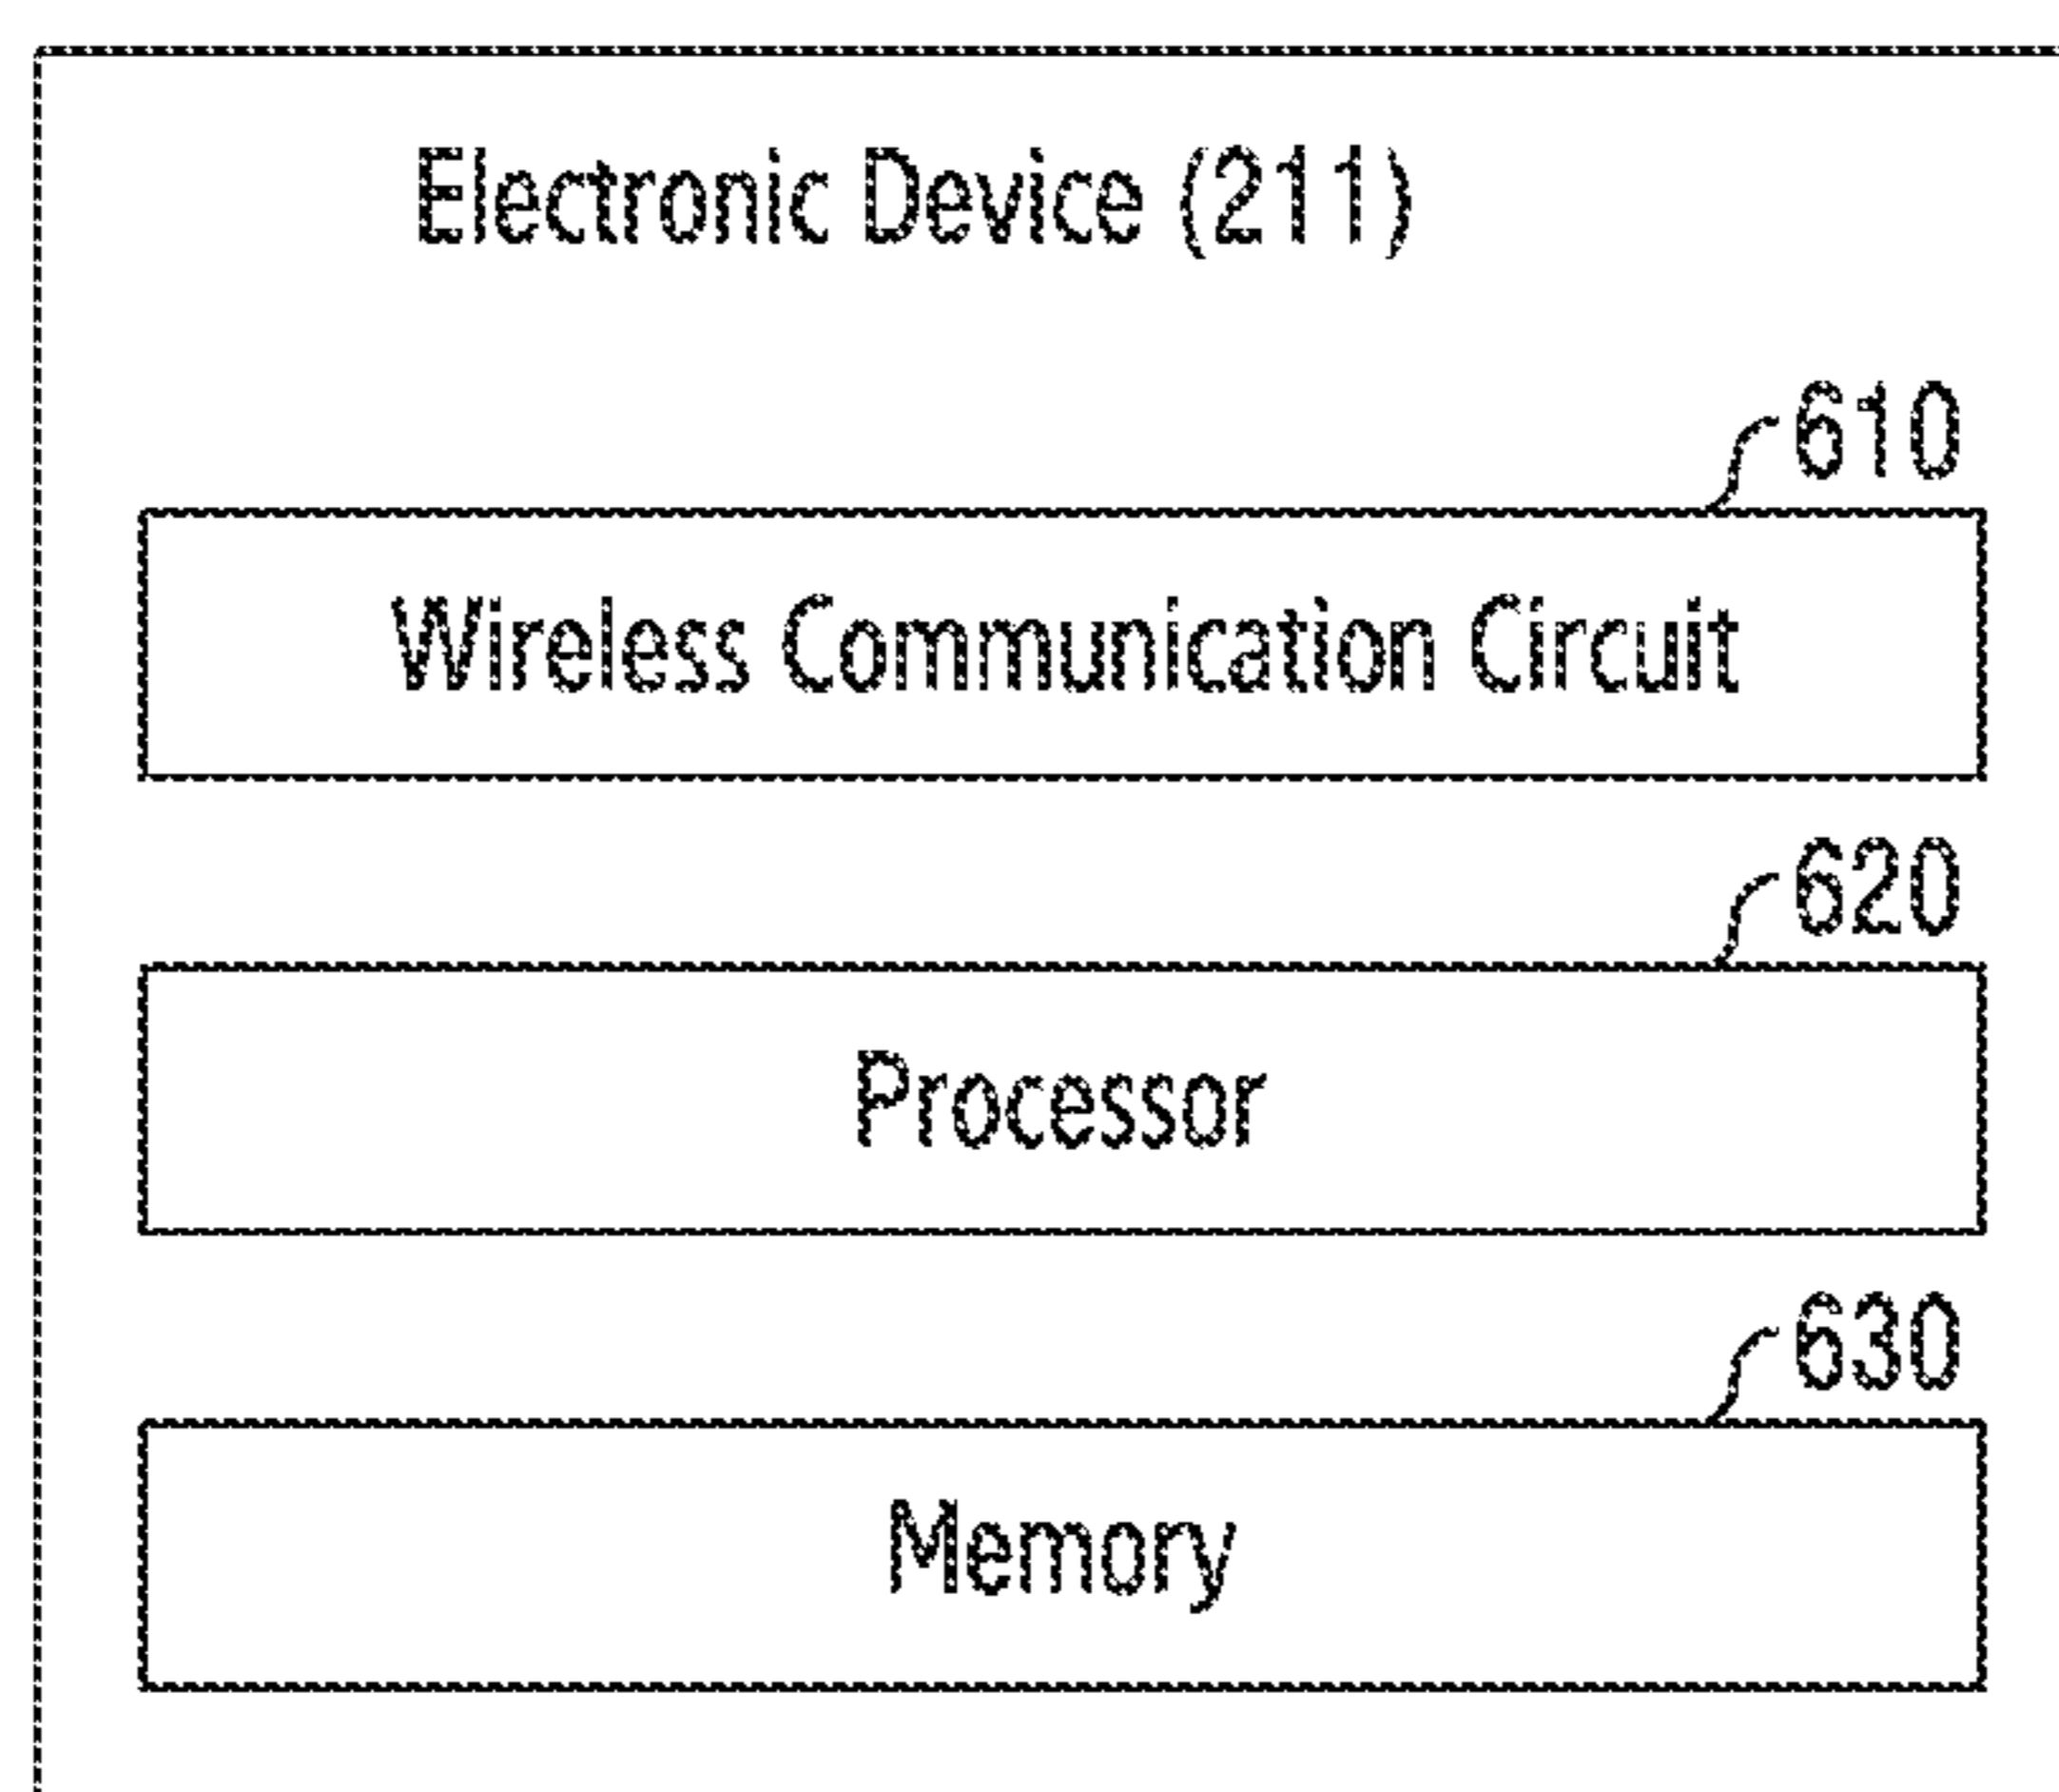 Electronic Device (211)
610
Wireless Communication Circuit
620
Processor
630
Memory